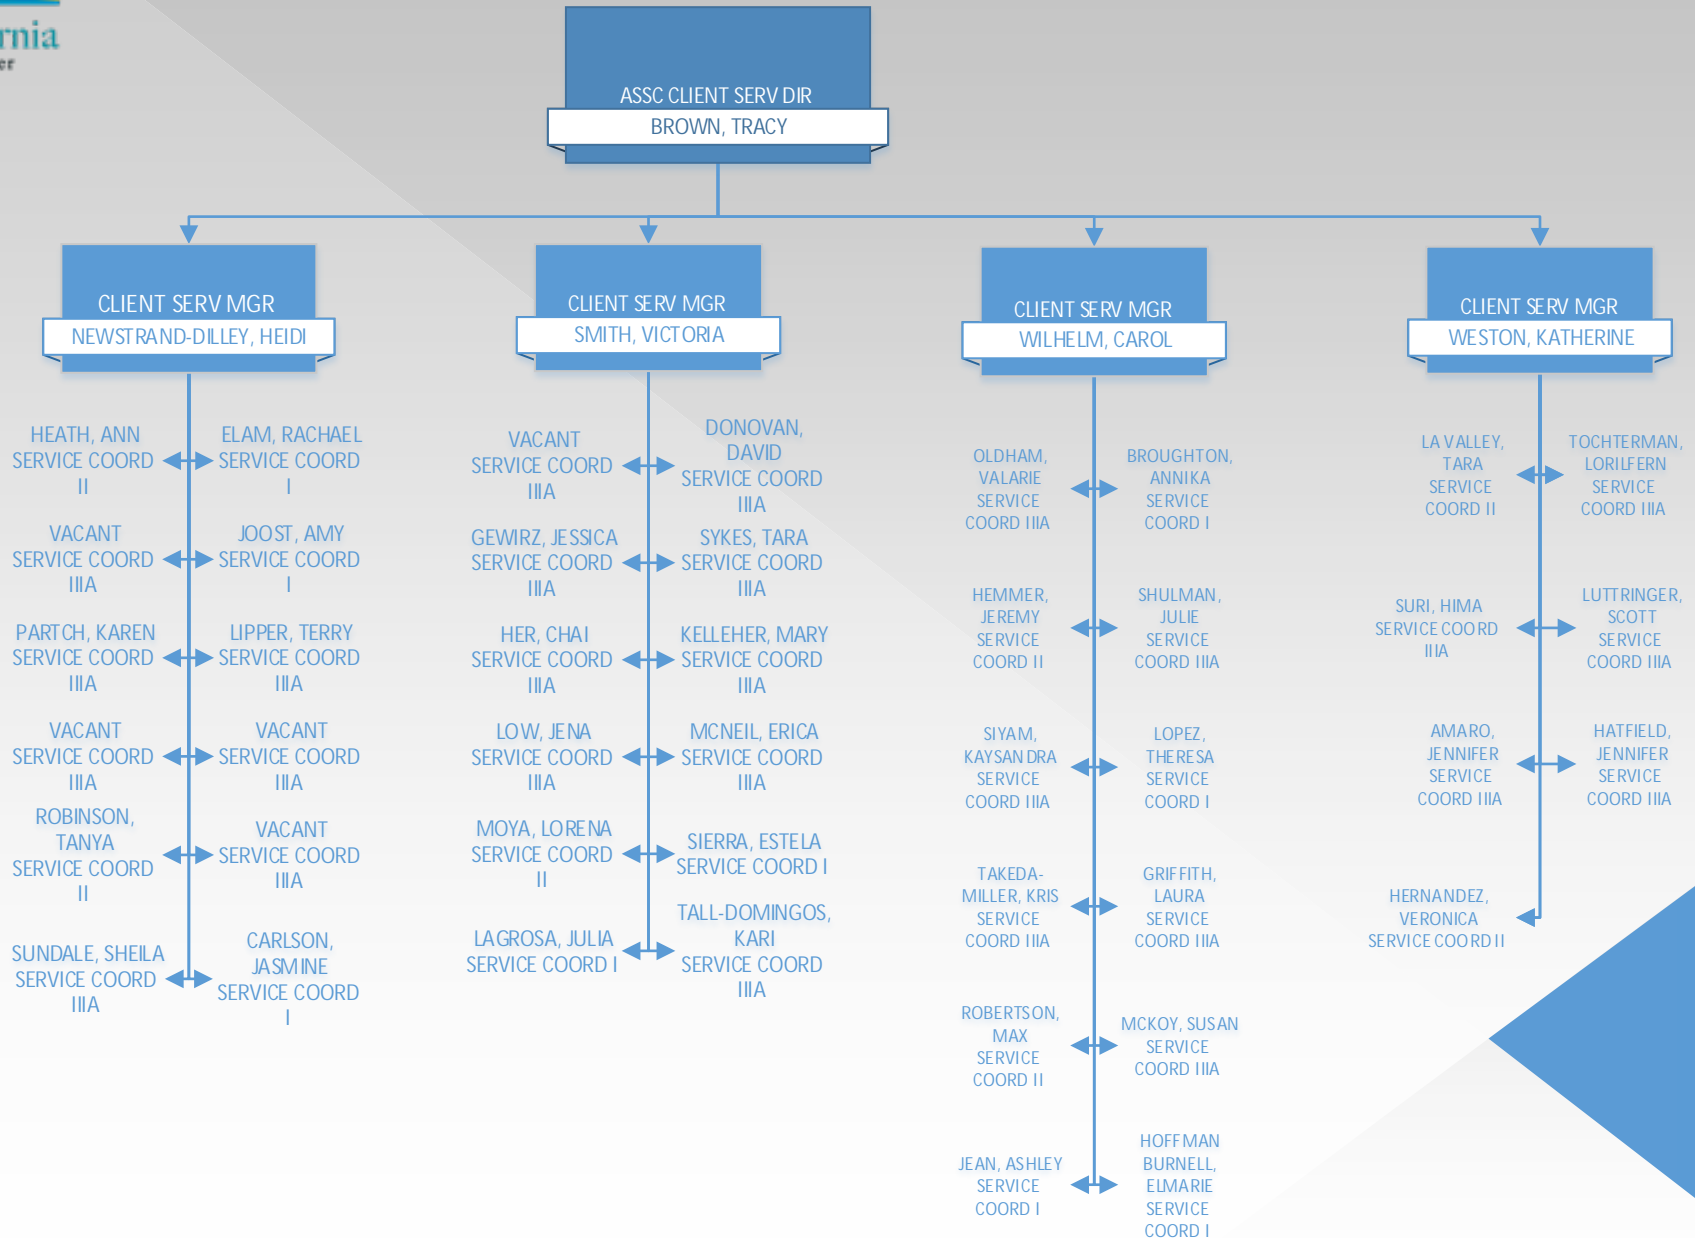 rnia
er
ASSC CLIENT SERV DIR
BROWN, TRACY
CLIENT SERV MGR
NEWSTRAND-DILLEY, HEIDI
HEATH, ANN
SERVICE COORD
II
ELAM, RACHAEL
SERVICE COORD
I
VACANT
SERVICE COORD
IIIA
JOOST, AMY
SERVICE COORD
I
PARTCH, KAREN
SERVICE COORD
IIIA
LIPPER, TERRY
SERVICE COORD
IIIA
VACANT
SERVICE COORD
IIIA
VACANT
SERVICE COORD
IIIA
ROBINSON,
TANYA
SERVICE COORD
II
VACANT
SERVICE COORD
IIIA
SUNDALE, SHEILA
SERVICE COORD
IIIA
CARLSON,
JASMINE
SERVICE COORD
I
CLIENT SERV MGR
SMITH, VICTORIA
VACANT
SERVICE COORD
IIIA
DONOVAN,
DAVID
SERVICE COORD
IIIA
GEWIRZ, JESSICA
SERVICE COORD
IIIA
SYKES, TARA
SERVICE COORD
IIIA
HER, CHAI
SERVICE COORD
IIIA
KELLEHER, MARY
SERVICE COORD
IIIA
LOW, JENA
SERVICE COORD
IIIA
MCNEIL, ERICA
SERVICE COORD
IIIA
MOYA, LORENA
SERVICE COORD
II
SIERRA, ESTELA
SERVICE COORD I
LAGROSA, JULIA
SERVICE COORD I
TALL-DOMINGOS,
KARI
SERVICE COORD
IIIA
CLIENT SERV MGR
WILHELM, CAROL
OLDHAM,
VALARIE
SERVICE
COORD IIIA
BROUGHTON,
ANNIKA
SERVICE
COORD I
HEMMER,
JEREMY
SERVICE
COORD II
SHULMAN,
JULIE
SERVICE
COORD IIIA
SIYAM,
KAYSANDRA
SERVICE
COORD IIIA
LOPEZ,
THERESA
SERVICE
COORD I
TAKEDA-
MILLER, KRIS
SERVICE
COORD IIIA
GRIFFITH,
LAURA
SERVICE
COORD IIIA
ROBERTSON,
MAX
SERVICE
COORD II
MCKOY, SUSAN
SERVICE
COORD IIIA
JEAN, ASHLEY
SERVICE
COORD I
HOFFMAN
BURNELL,
ELMARIE
SERVICE
COORD I
CLIENT SERV MGR
WESTON, KATHERINE
LA VALLEY,
TARA
SERVICE
COORD II
TOCHTERMAN,
LORILFERN
SERVICE
COORD IIIA
SURI, HIMA
SERVICE COORD
IIIA
LUTTRINGER,
SCOTT
SERVICE
COORD IIIA
AMARO,
JENNIFER
SERVICE
COORD IIIA
HATFIELD,
JENNIFER
SERVICE
COORD IIIA
HERNANDEZ,
VERONICA
SERVICE COORD II